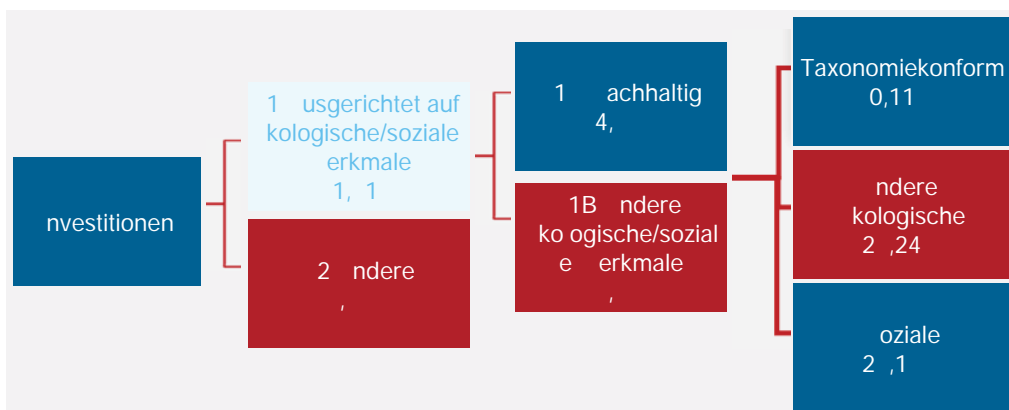 nvestitionen
1 usgerichtet auf
kologische/soziale
erkmale
1, 1
2 ndere
,
1 achhaltig
4,
1B ndere
ko ogische/sozial
e erkmale
,
Taxonomiekonform
0,11
ndere
kologische
2 ,24
oziale
2 ,1